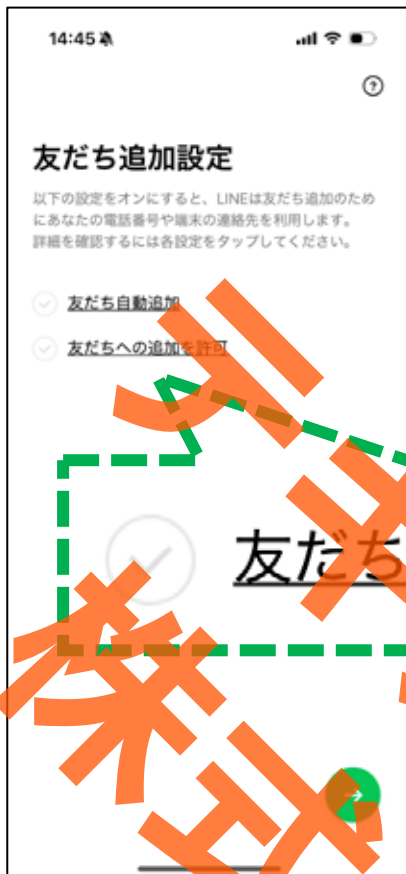 14:45
友だち追加設定
以下の設定をオンにすると、LINEは友だち追加のため
にあなたの電話番号や端末の連絡先を利用します。
詳細を確認するには各設定をタップしてください。
友だち自動追加
友だちへの追加を許可
友だち
株式